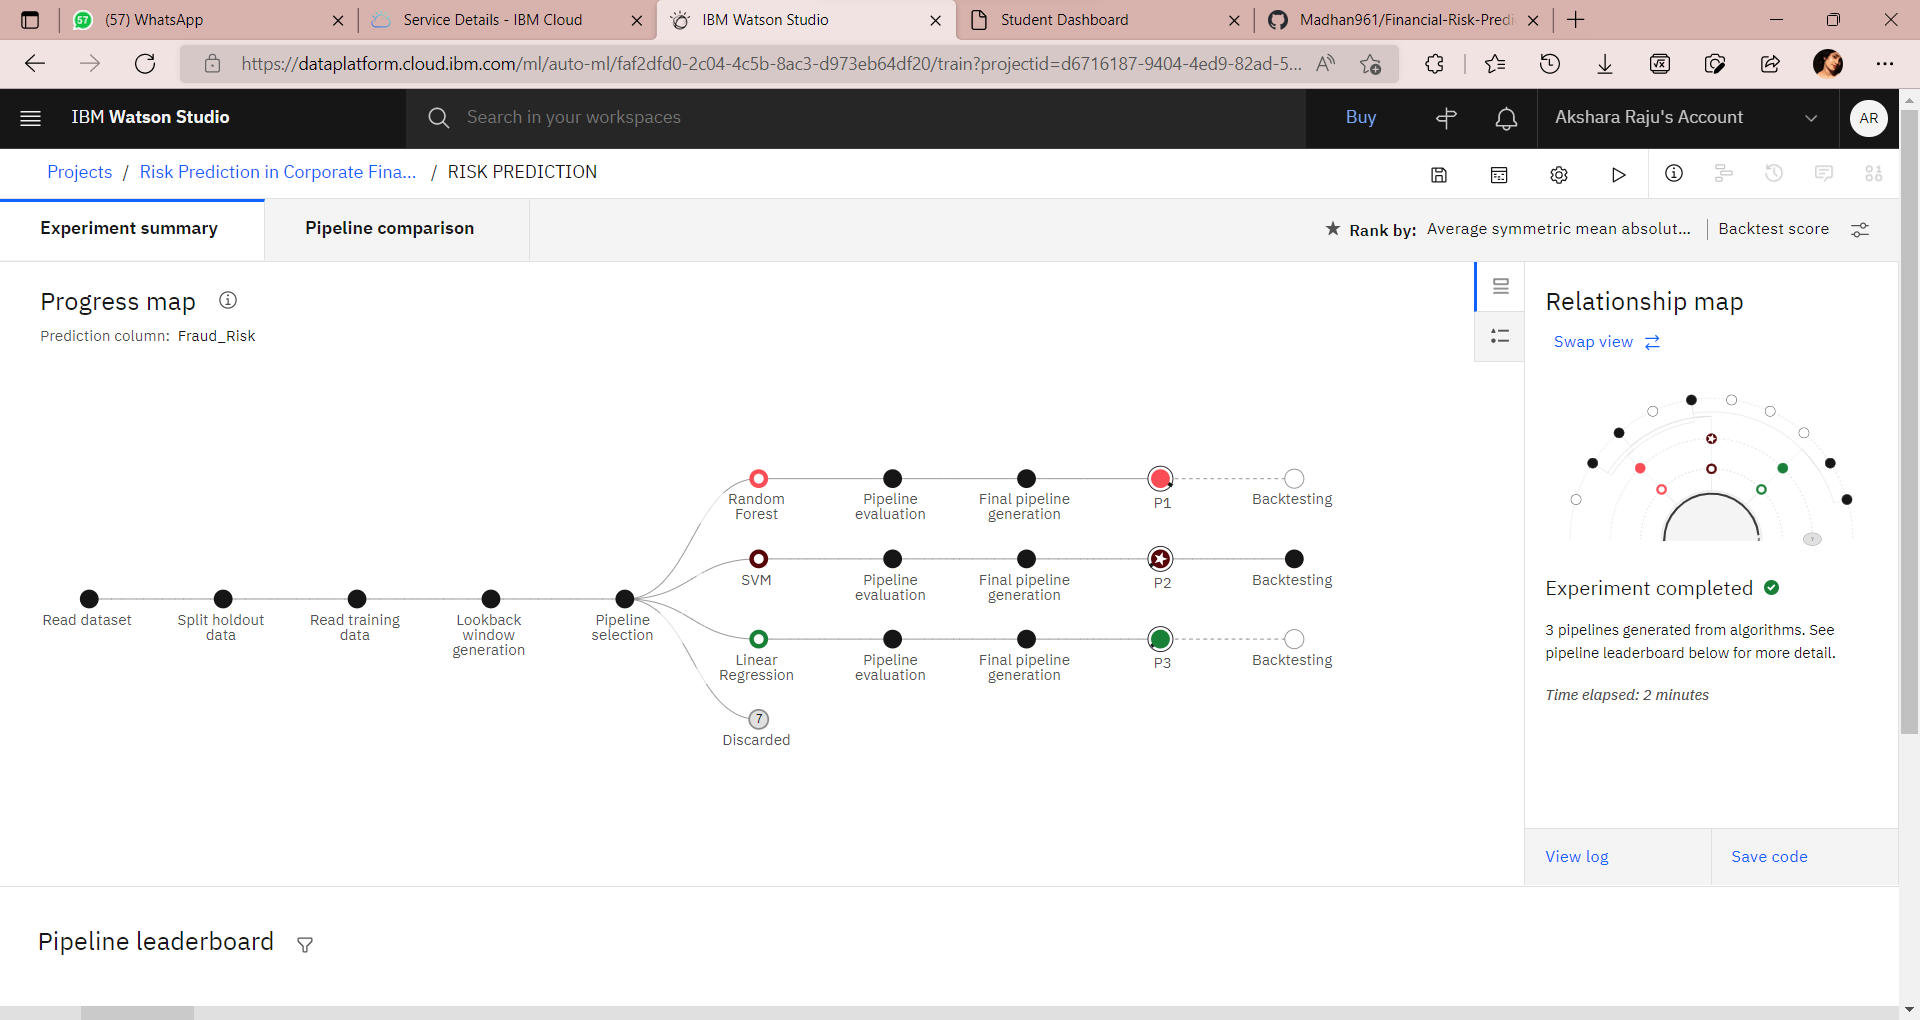 57
(57) WhatsApp
Service Details - IBM Cloud
IBM Watson Studio
Student Dashboard
Madhan961/Financial-Risk-Predi
https://dataplatform.cloud.ibm.com/ml/auto-ml/faf2dfd0-2c04-4c5b-8ac3-d973eb64df20/train?projectid=d6716187-9404-4ed9-82ad-5...
IBM Watson Studio
Search in your workspaces
Buy
Akshara Raju's Account
AR
Projects / Risk Prediction in Corporate Fina... / RISK PREDICTION
Experiment summary
Pipeline comparison
Rank by: Average symmetric mean absolut...
Backtest score
Progress map
Prediction column: Fraud_Risk
Read dataset
Split holdout
data
Read training
data
Lookback
window
generation
Pipeline
selection
Random
Forest
Pipeline
evaluation
Final pipeline
generation
P1
Backtesting
SVM
Pipeline
evaluation
Final pipeline
generation
P2
Backtesting
Linear
Regression
Pipeline
evaluation
Final pipeline
generation
P3
Backtesting
7
Discarded
Relationship map
Swap view
Experiment completed
3 pipelines generated from algorithms. See
pipeline leaderboard below for more detail.
Time elapsed: 2 minutes
View log
Save code
Pipeline leaderboard